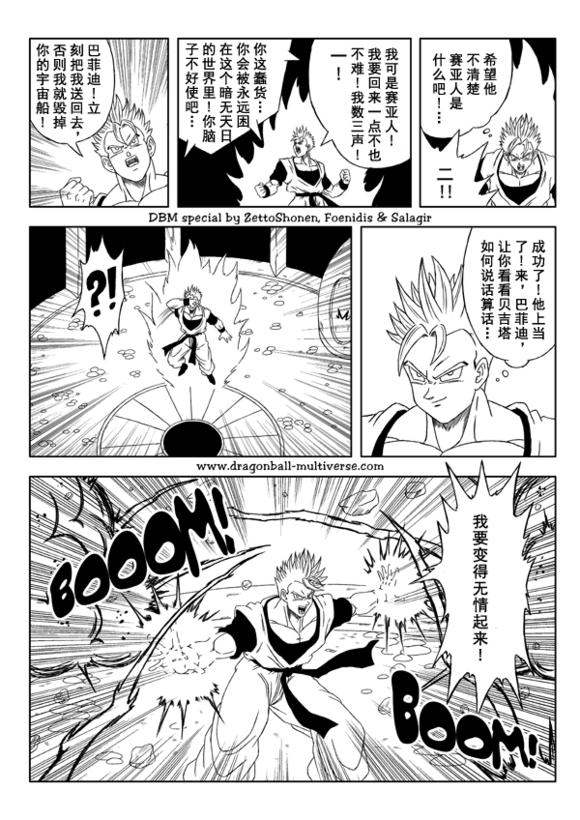 希望他
不清楚
赛亚人是
什么吧！…
二！！
我可是赛亚人！
我要回来一点不也
不难！我数三声！
一！
你这蠢货…
你会被永远困
在这个暗无天日
的世界里！你脑
子不好使吧…
巴菲迪！立
刻把我送回去，
否则我就毁掉
你的宇宙船！
DBM special by ZettoShonen, Foenidis & Salagir
成功了！他上当
了！来，巴菲迪，
让你看看贝吉塔
如何说话算话…
?!
www.dragonball-multiverse.com
我要变得无情起来！
BOOOM!
BOOM!